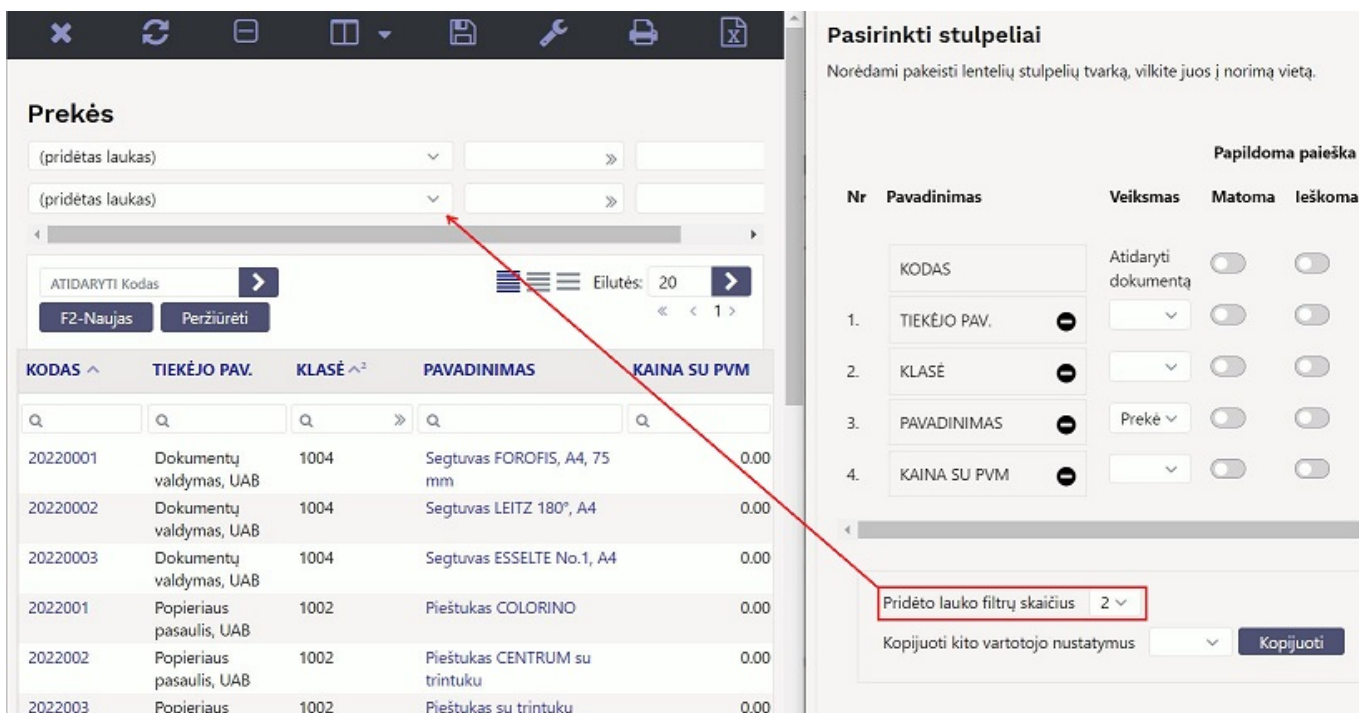 Prekės
(pridėtas laukas)
(pridėtas laukas)
ATIDARYTI Kodas
Eilutės: 20
F2-Naujas Peržiūrėti
« < 1 >
KODAS TIEKĖJO PAV. KLASĖ 2 PAVADINIMAS KAINA SU PVM
20220001 Dokumentų valdymas, UAB 1004 Segtuvas FOROFIS, A4, 75 mm 0.00
20220002 Dokumentų valdymas, UAB 1004 Segtuvas LEITZ 180°, A4 0.00
20220003 Dokumentų valdymas, UAB 1004 Segtuvas ESSELTE No.1, A4 0.00
2022001 Popieriaus pasaulis, UAB 1002 Pieštukas COLORINO 0.00
2022002 Popieriaus pasaulis, UAB 1002 Pieštukas CENTRUM su trintuku 0.00
2022003 Popieriaus 1002 Pieštukas su trintuku 0.00
Pasirinkti stulpeliai
Norėdami pakeisti lentelių stulpelių tvarką, vilkite juos į norimą vietą.
Papildoma paieška
Nr Pavadinimas Veiksmas Matoma Ieškoma
KODAS Atidaryti dokumentą
1. TIEKĖJO PAV.
2. KLASĖ
3. PAVADINIMAS Prekė
4. KAINA SU PVM
Pridėto lauko filtrų skaičius 2
Kopijuoti kito vartotojo nustatymus Kopijuoti